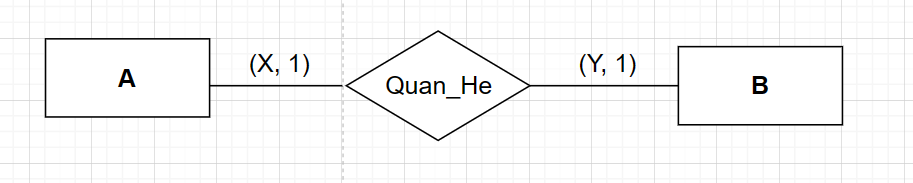 A
(X, 1)
Quan_He
(Y, 1)
B